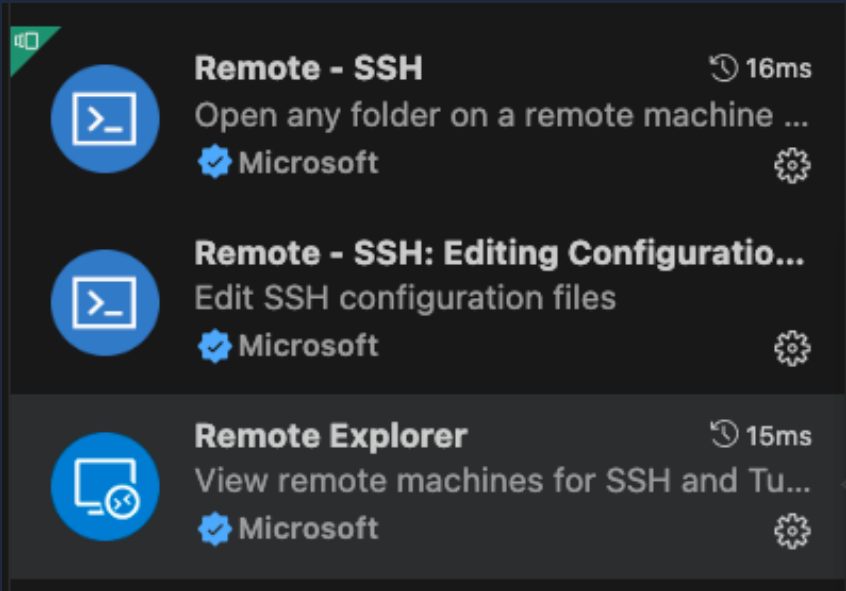 Remote - SSH
16ms
Open any folder on a remote machine ...
Microsoft
Remote - SSH: Editing Configuratio...
Edit SSH configuration files
Microsoft
Remote Explorer
15ms
View remote machines for SSH and Tu...
Microsoft